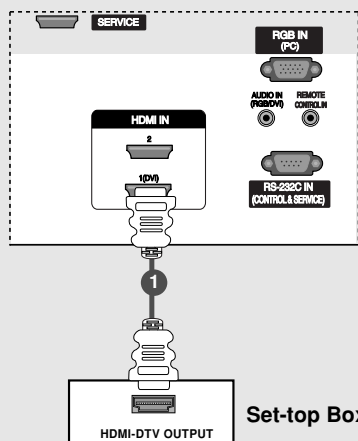 SERVICE
RGB IN
(PC)
AUDIO IN
(RGB/DVI)
REMOTE
CONTROL IN
HDMI IN
2
1(DVI)
RS-232C IN
(CONTROL & SERVICE)
1
Set-top Box
HDMI-DTV OUTPUT